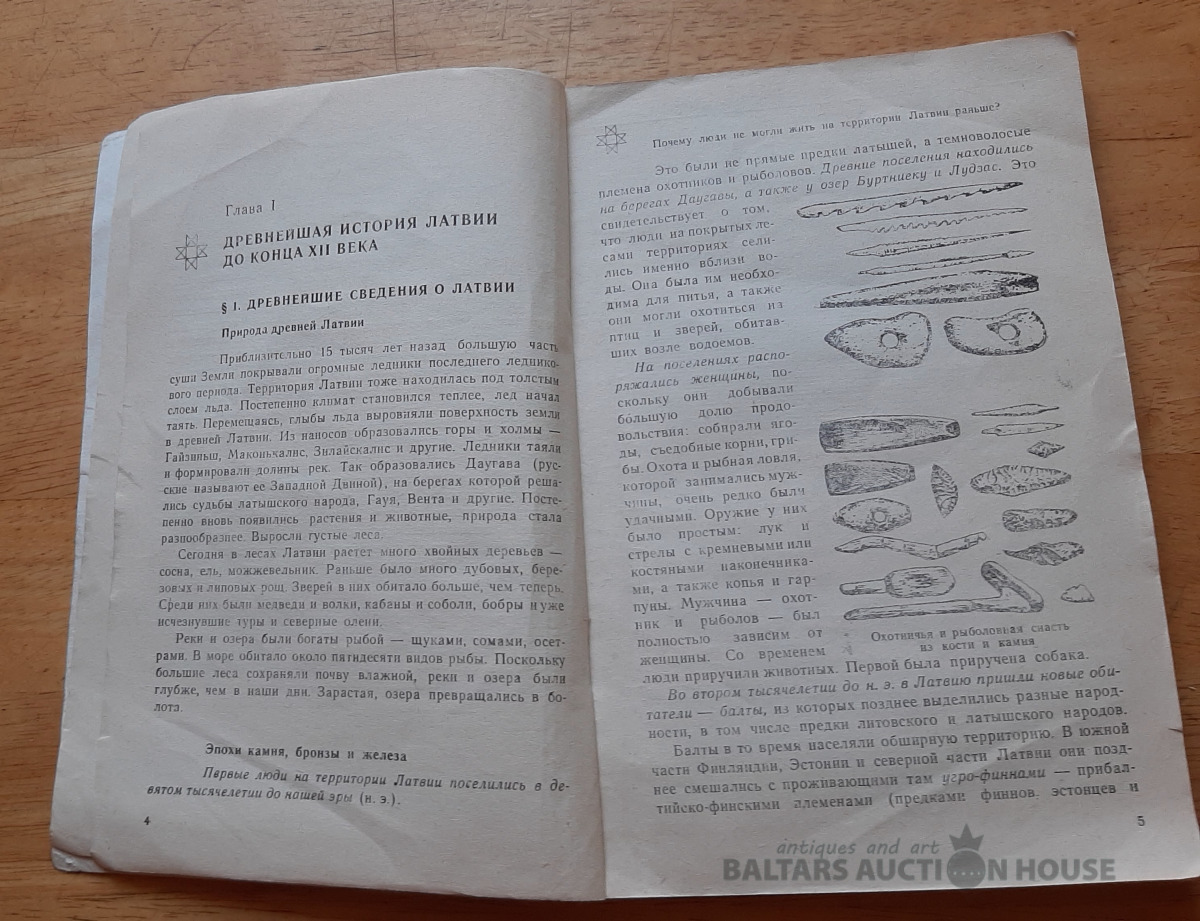 Глава I
ДРЕВНЕЙШАЯ ИСТОРИЯ ЛАТВИИ
ДО КОНЦА XII ВЕКА
§ 1. ДРЕВНЕЙШИЕ СВЕДЕНИЯ О ЛАТВИИ
Природа древней Латвии
Приблизительно 15 тысяч лет назад большую часть
суши Земли покрывали огромные ледники последнего леднико-
вого периода. Территория Латвии тоже находилась под толстым
слоем льда. Постепенно климат становился теплее, лед начал
таять. Перемещаясь, глыбы льда выровняли поверхность земли
в древней Латвии. Из наносов образовались горы и холмы —
Гайзиньш, Маконькалнс, Зилайскалнс и другие. Ледники таяли
и формировали долины рек. Так образовались Даугава (рус-
ские называют ее Западной Двиной), на берегах которой реша-
лись судьбы латышского народа, Гауя, Вента и другие. Посте-
пенно вновь появились растения и животные, природа стала
разнообразнее. Выросли густые леса.
Сегодня в лесах Латвии растет много хвойных деревьев —
сосна, ель, можжевельник. Раньше было много дубовых, бере-
зовых и липовых рощ. Зверей в них обитало больше, чем теперь.
Среди них были медведи и волки, кабаны и соболи, бобры и уже
исчезнувшие туры и северные олени.
Реки и озера были богаты рыбой — щуками, сомами, осет-
рами. В море обитало около пятидесяти видов рыбы. Поскольку
большие леса сохраняли почву влажной, реки и озера были
глубже, чем в наши дни. Зарастая, озера превращались в бо-
лота.
Эпохи камня, бронзы и железа
Первые люди на территории Латвии поселились в де-
вятом тысячелетии до нашей эры (н. э.).
4
Почему люди не могли жить на территории Латвии раньше?
Это были не прямые предки латышей, а темноволосые
племена охотников и рыболовов. Древние поселения находились
на берегах Даугавы, а также у озер Буртниеку и Лудзас. Это
свидетельствует о том,
что люди на покрытых ле-
сами территориях сели-
лись именно вблизи во-
ды. Она была им необхо-
дима для питья, а также
они могли охотиться из
птиц и зверей, обитав-
ших возле водоемов.
На поселениях распо-
ряжались женщины, по-
скольку они добывали
большую долю продо-
вольствия: собирали яго-
ды, съедобные корни, гри-
бы. Охота и рыбная ловля,
которой занимались муж-
чины, очень редко были
удачными. Оружие у них
было простым: лук и
стрелы с кремневыми или
костяными наконечника-
ми, а также копья и гар-
пуны. Мужчина — охот-
ник и рыболов — был
полностью зависим от
женщины. Со временем
Охотничья и рыболовная снасть
из кости и камня
люди приручили животных. Первой была приручена собака.
Во втором тысячелетии до н. э. в Латвию пришли новые оби-
татели — балты, из которых позднее выделились разные народ-
ности, в том числе предки литовского и латышского народов.
Балты в то время населяли обширную территорию. В южной
части Финляндии, Эстонии и северной части Латвии они позд-
нее смешались с проживающими там угро-финнами — прибал-
тийско-финскими племенами (предками финнов, эстонцев и
5
antiques and art
BALTARS AUCTION HOUSE